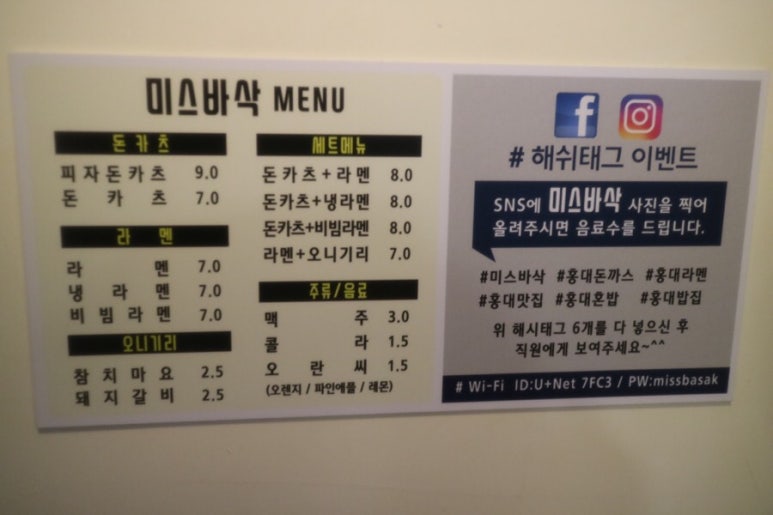 미스바삭 MENU
돈카츠
피자돈카츠 9.0
돈카츠 7.0
라멘
라멘 7.0
냉라멘 7.0
비빔라멘 7.0
오니기리
참치마요 2.5
돼지갈비 2.5
세트메뉴
돈카츠+라멘 8.0
돈카츠+냉라멘 8.0
돈카츠+비빔라멘 8.0
라멘+오니기리 7.0
주류/음료
맥주 3.0
콜라 1.5
오란씨 1.5
(오렌지 / 파인애플 / 레몬)
# 해쉬태그 이벤트
SNS에 미스바삭 사진을 찍어
올려주시면 음료수를 드립니다.
#미스바삭 #홍대돈까스 #홍대라멘
#홍대맛집 #홍대혼밥 #홍대밥집
위 해시태그 6개를 다 넣으신 후
직원에게 보여주세요~^^
# Wi-Fi ID:U+Net 7FC3 / PW:missbasak